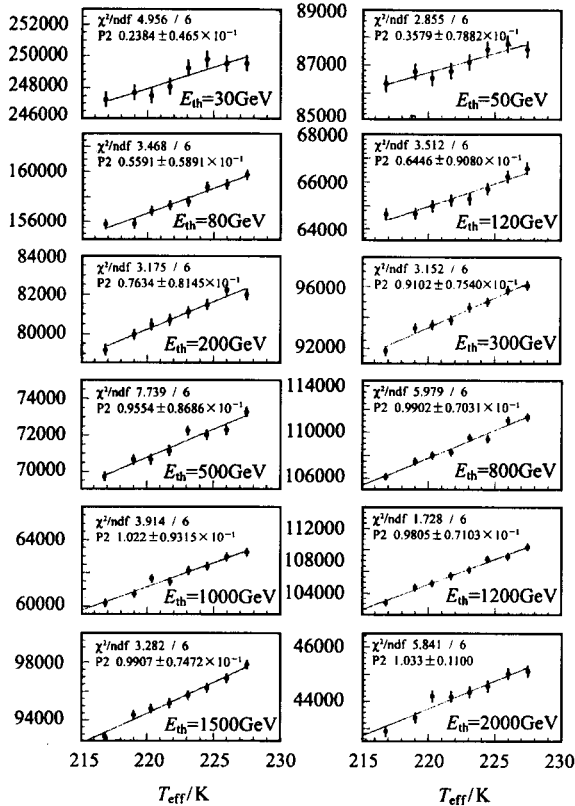 252000
250000
248000
246000
χ²/ndf 4.956 / 6
P2 0.2384±0.465×10⁻¹
E_th=30GeV
89000
87000
85000
χ²/ndf 2.855 / 6
P2 0.3579±0.7882×10⁻¹
E_th=50GeV
160000
156000
χ²/ndf 3.468 / 6
P2 0.5591±0.5891×10⁻¹
E_th=80GeV
68000
66000
64000
χ²/ndf 3.512 / 6
P2 0.6446±0.9080×10⁻¹
E_th=120GeV
84000
82000
80000
χ²/ndf 3.175 / 6
P2 0.7634±0.8145×10⁻¹
E_th=200GeV
96000
92000
χ²/ndf 3.152 / 6
P2 0.9102±0.7540×10⁻¹
E_th=300GeV
74000
72000
70000
χ²/ndf 7.739 / 6
P2 0.9554±0.8686×10⁻¹
E_th=500GeV
114000
110000
106000
χ²/ndf 5.979 / 6
P2 0.9902±0.7031×10⁻¹
E_th=800GeV
64000
60000
χ²/ndf 3.914 / 6
P2 1.022±0.9315×10⁻¹
E_th=1000GeV
112000
108000
104000
χ²/ndf 1.728 / 6
P2 0.9805±0.7103×10⁻¹
E_th=1200GeV
98000
94000
χ²/ndf 3.282 / 6
P2 0.9907±0.7472×10⁻¹
E_th=1500GeV
46000
44000
χ²/ndf 5.841 / 6
P2 1.033±0.1100
E_th=2000GeV
215 220 225 230
215 220 225 230
T_eff/K
T_eff/K